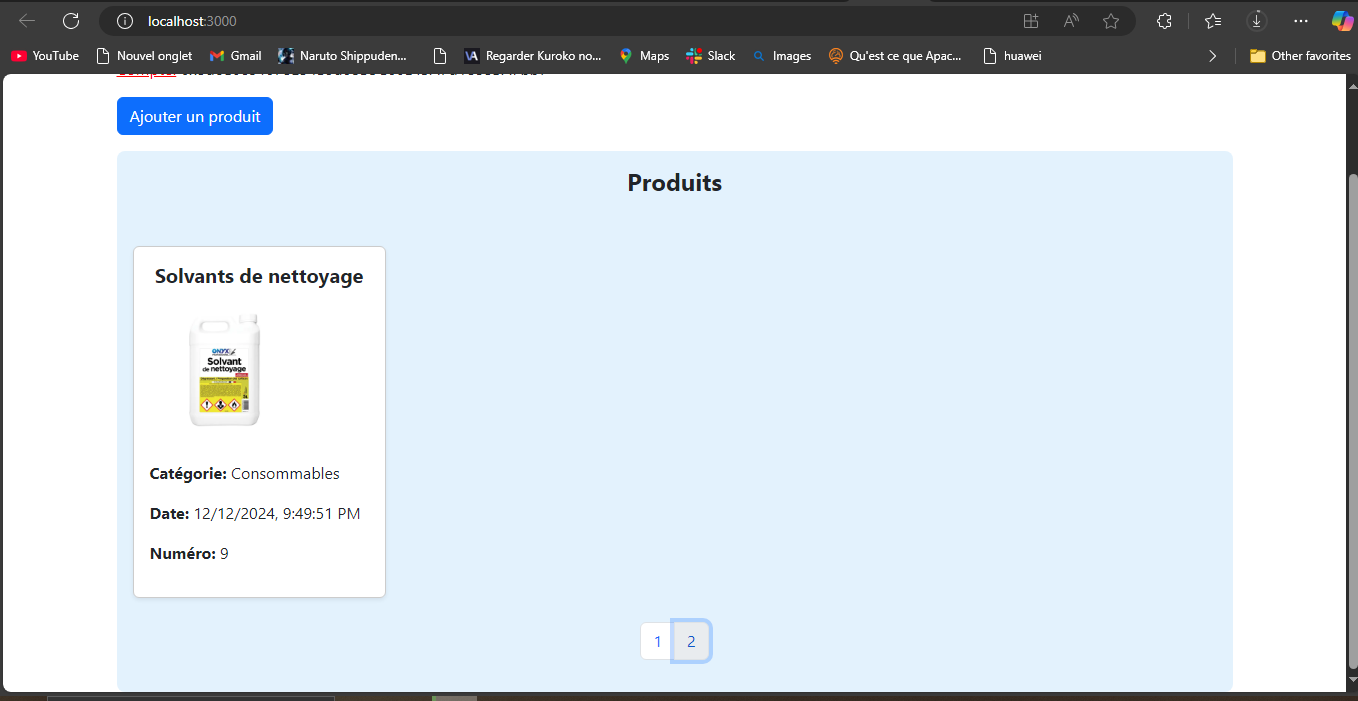 localhost:3000
YouTube Nouvel onglet Gmail Naruto Shippuden... VA Regarder Kuroko no... Maps Slack Images Qu'est ce que Apac... huawei Other favorites
Ajouter un produit
Produits
Solvants de nettoyage
ONYX
Solvant
de nettoyage
Catégorie: Consommables
Date: 12/12/2024, 9:49:51 PM
Numéro: 9
1 2